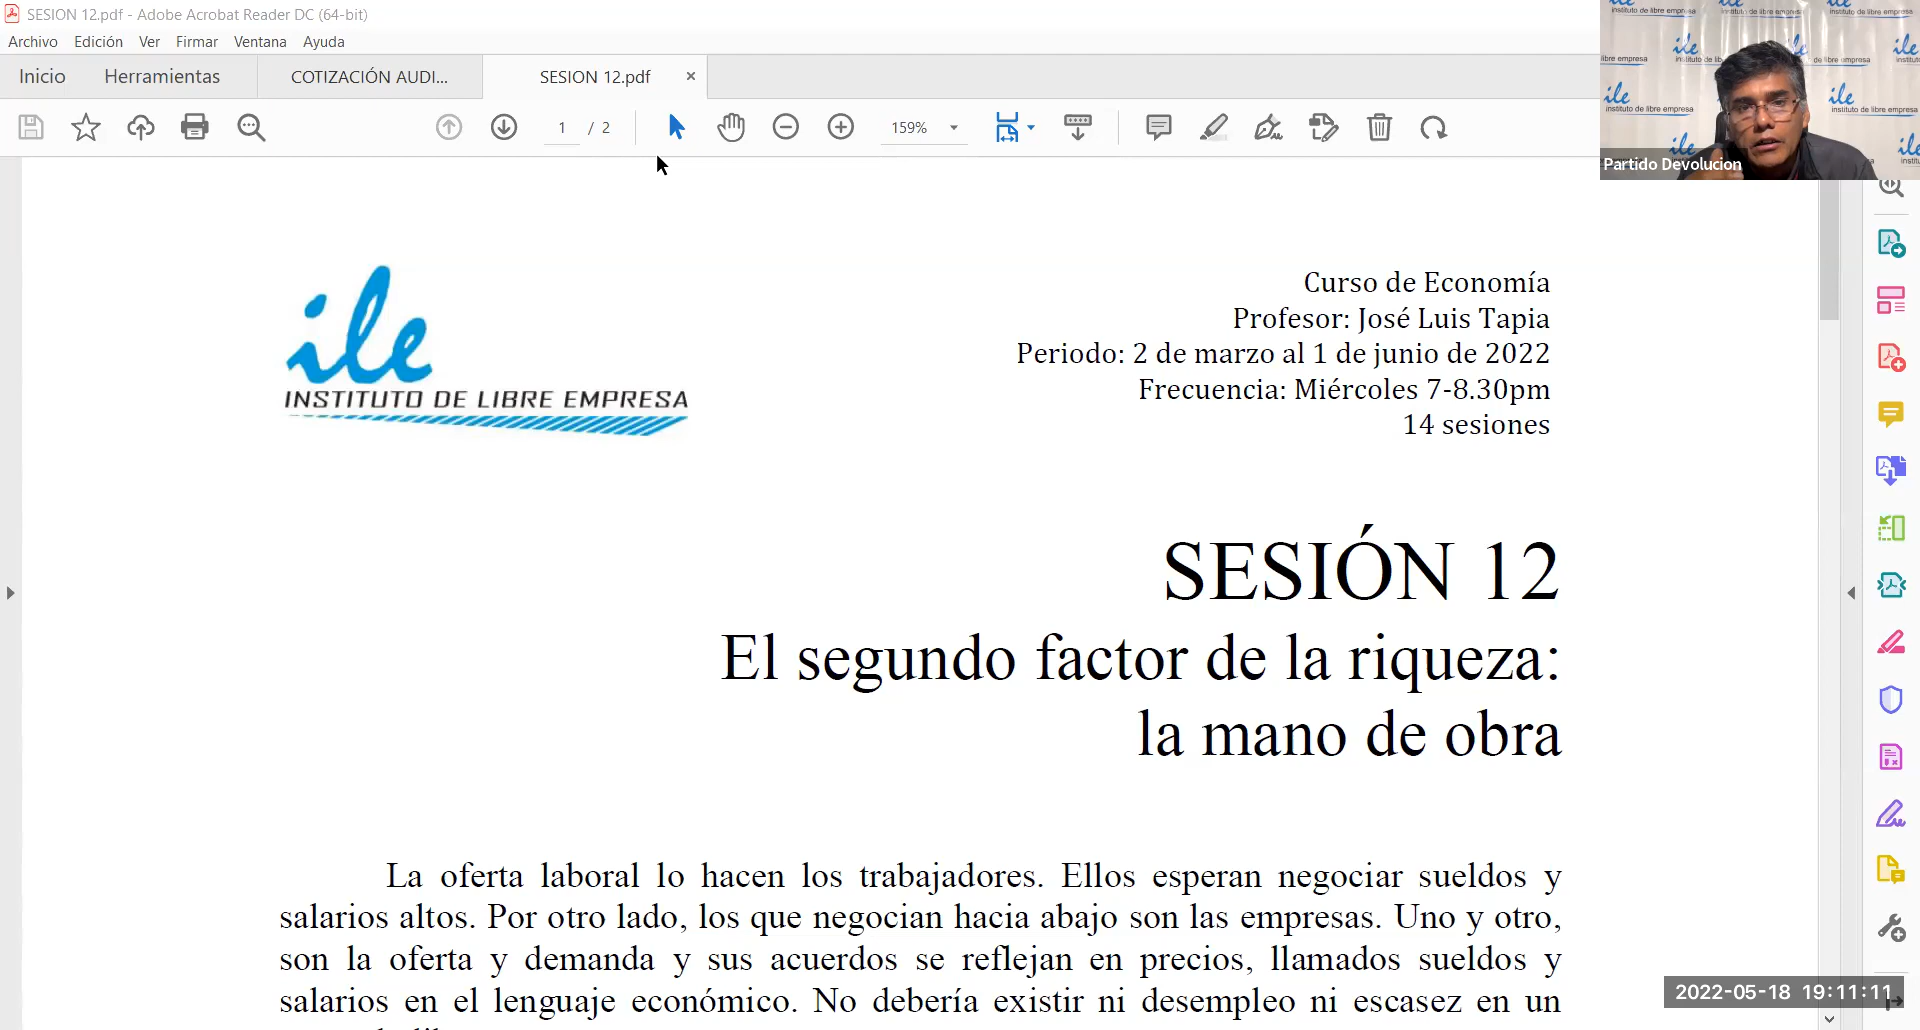 SESION 12.pdf - Adobe Acrobat Reader DC (64-bit)
Archivo Edición Ver Firmar Ventana Ayuda
Inicio Herramientas COTIZACIÓN AUDI... SESION 12.pdf ×
1 / 2 159%
instituto de libre empresa
ile
Partido Devolucion
ile
INSTITUTO DE LIBRE EMPRESA
Curso de Economía
Profesor: José Luis Tapia
Periodo: 2 de marzo al 1 de junio de 2022
Frecuencia: Miércoles 7-8.30pm
14 sesiones
SESIÓN 12
El segundo factor de la riqueza:
la mano de obra
La oferta laboral lo hacen los trabajadores. Ellos esperan negociar sueldos y
salarios altos. Por otro lado, los que negocian hacia abajo son las empresas. Uno y otro,
son la oferta y demanda y sus acuerdos se reflejan en precios, llamados sueldos y
salarios en el lenguaje económico. No debería existir ni desempleo ni escasez en un
2022-05-18 19:11:11